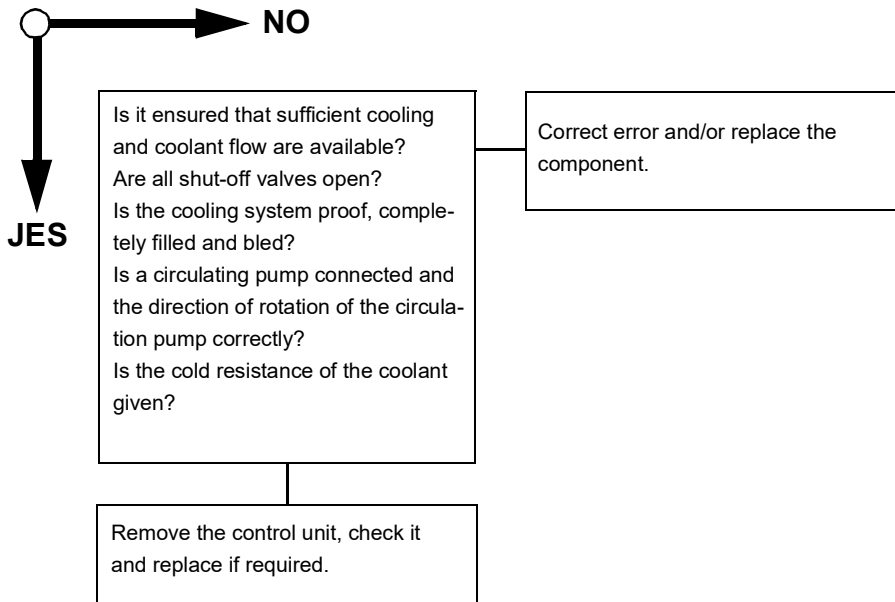 NO
JES
Is it ensured that sufficient cooling
and coolant flow are available?
Are all shut-off valves open?
Is the cooling system proof, comple-
tely filled and bled?
Is a circulating pump connected and
the direction of rotation of the circula-
tion pump correctly?
Is the cold resistance of the coolant
given?
Correct error and/or replace the
component.
Remove the control unit, check it
and replace if required.